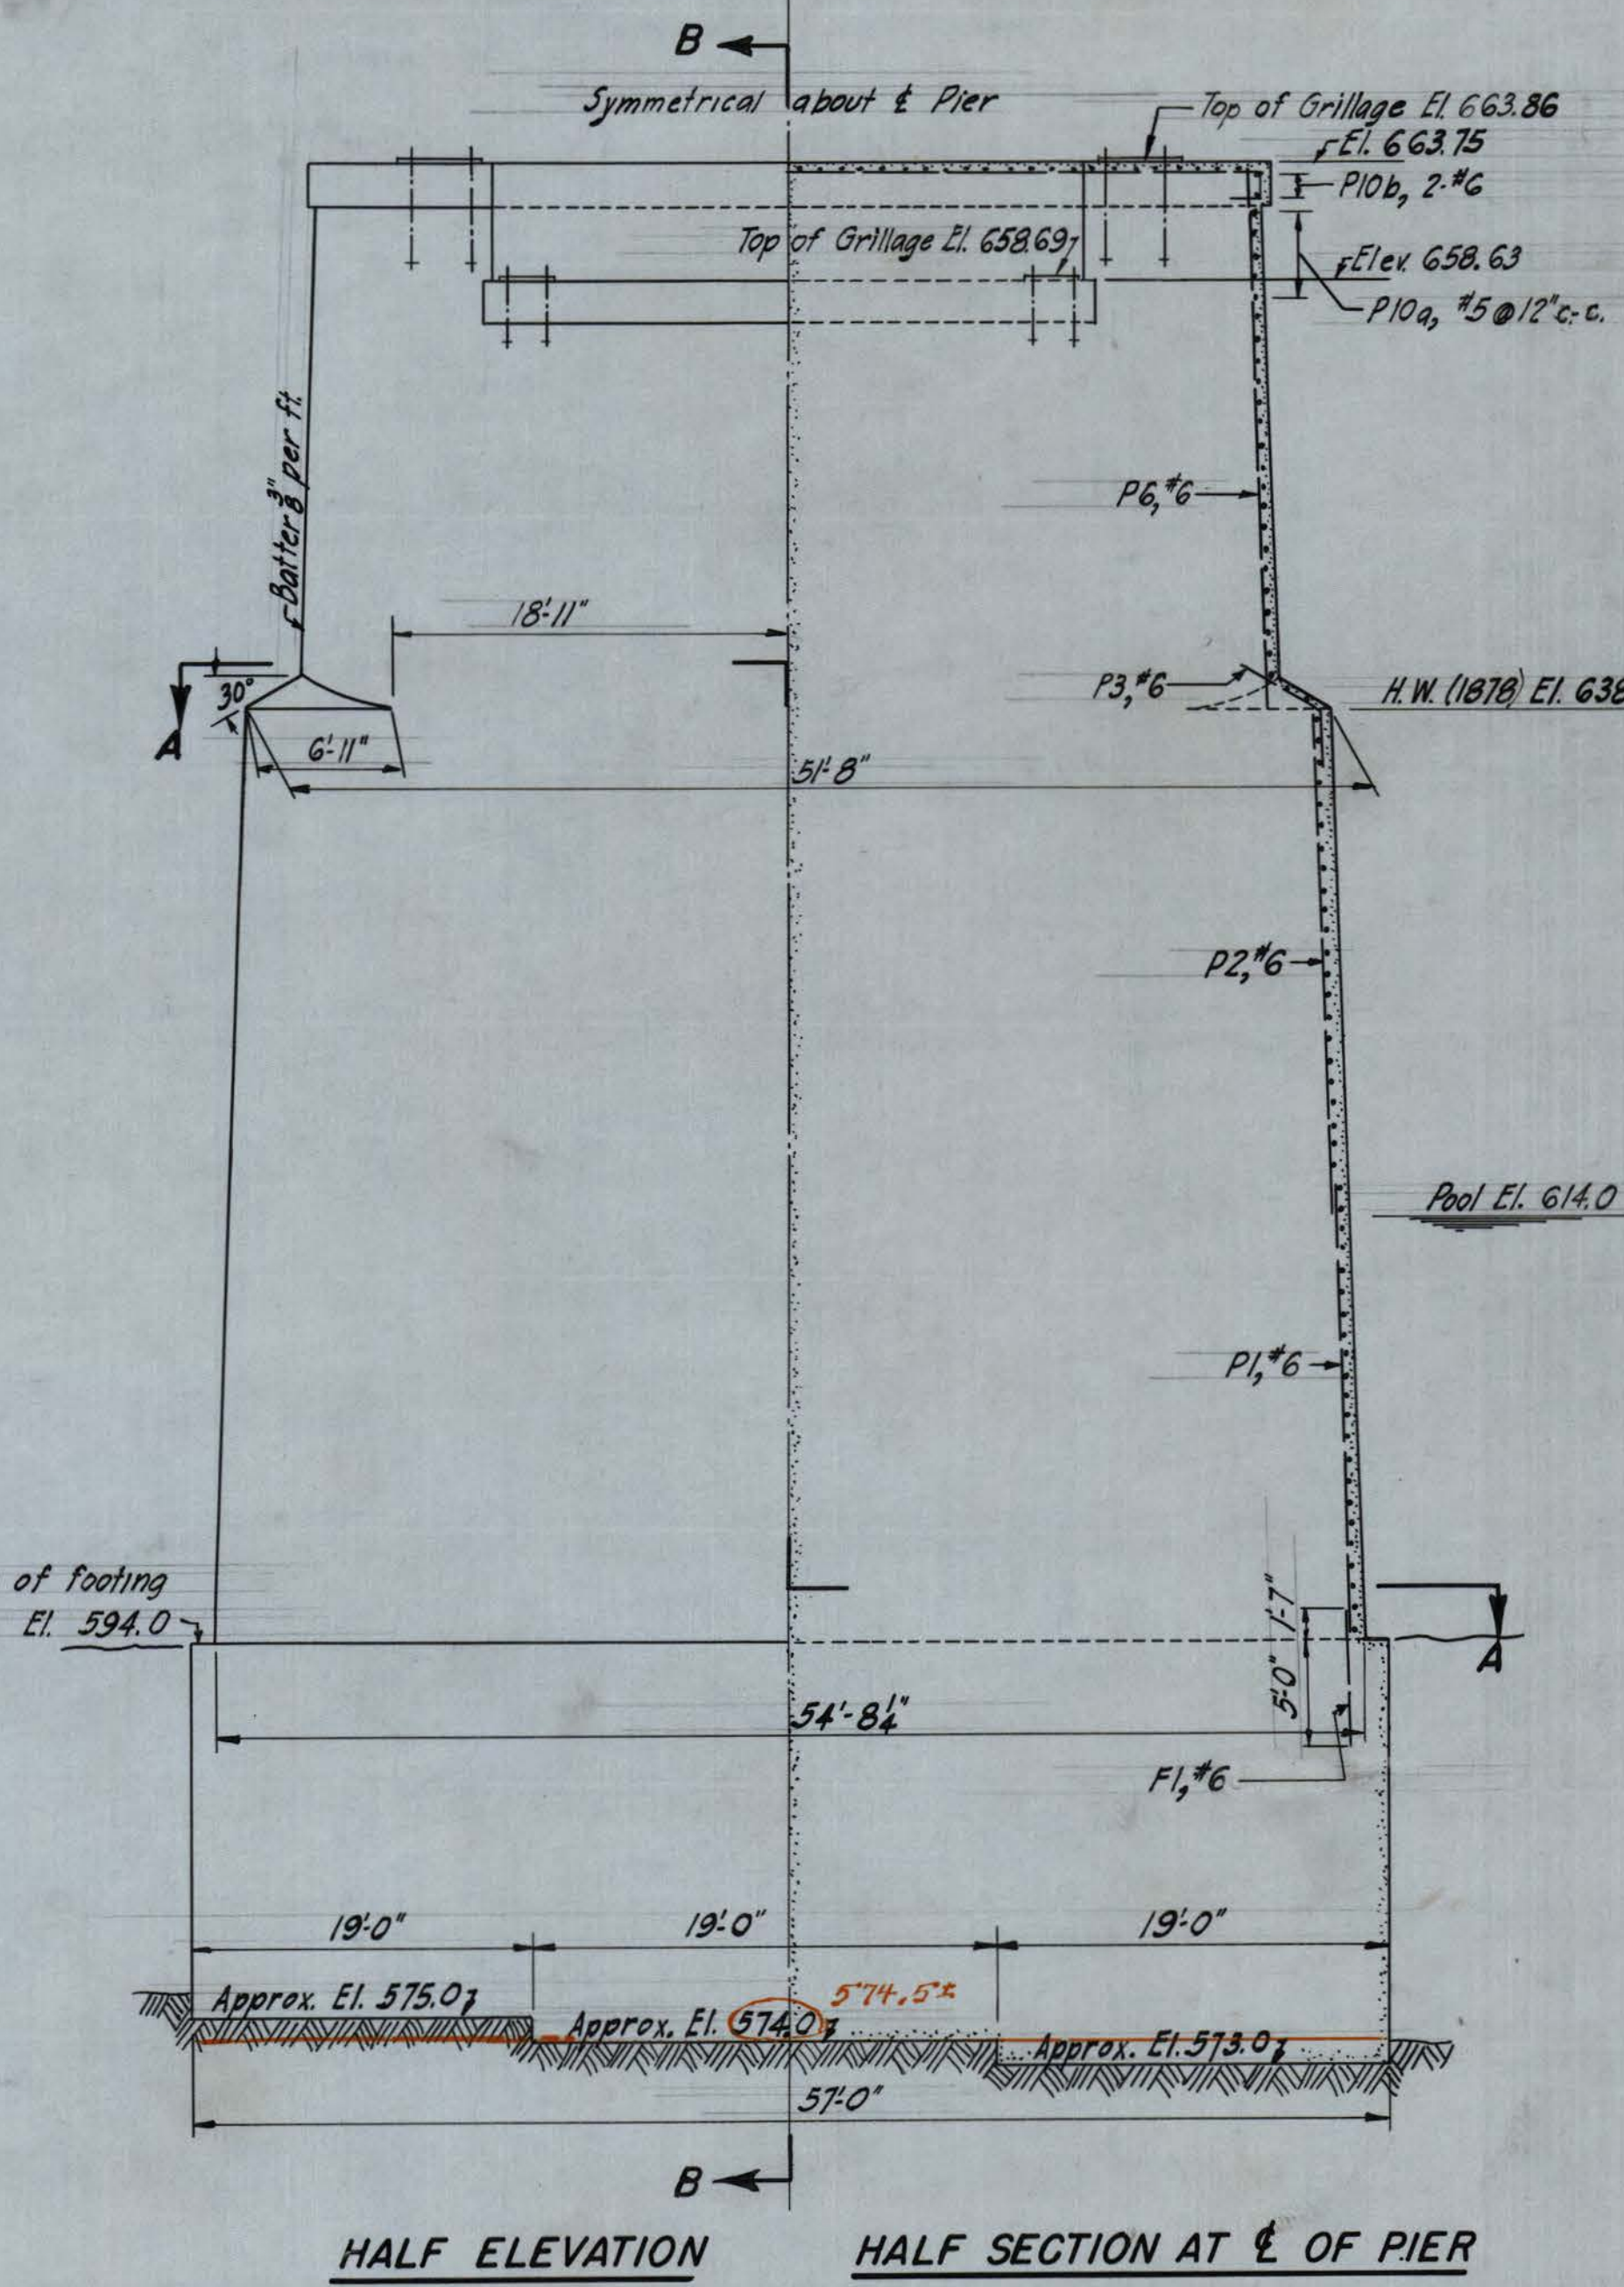 B
Symmetrical about ℄ Pier
Top of Grillage El. 663.86
El. 663.75
P10b, 2-#6
Top of Grillage El. 658.69
Elev. 658.63
P10a, #5@12"c.-c.
Batter 3/8" per ft.
P6, #6
18'-11"
30°
P3, #6
H.W. (1878) El. 638
A
6'-11"
51'-8"
P2, #6
Pool El. 614.0
P1, #6
of footing
El. 594.0
1'-7"
5'-0"
A
54'-8 1/4"
F1, #6
19'-0" 19'-0" 19'-0"
Approx. El. 575.0
574.5±
Approx. El. 574.0
Approx. El. 573.0
57'-0"
B
HALF ELEVATION HALF SECTION AT ℄ OF PIER